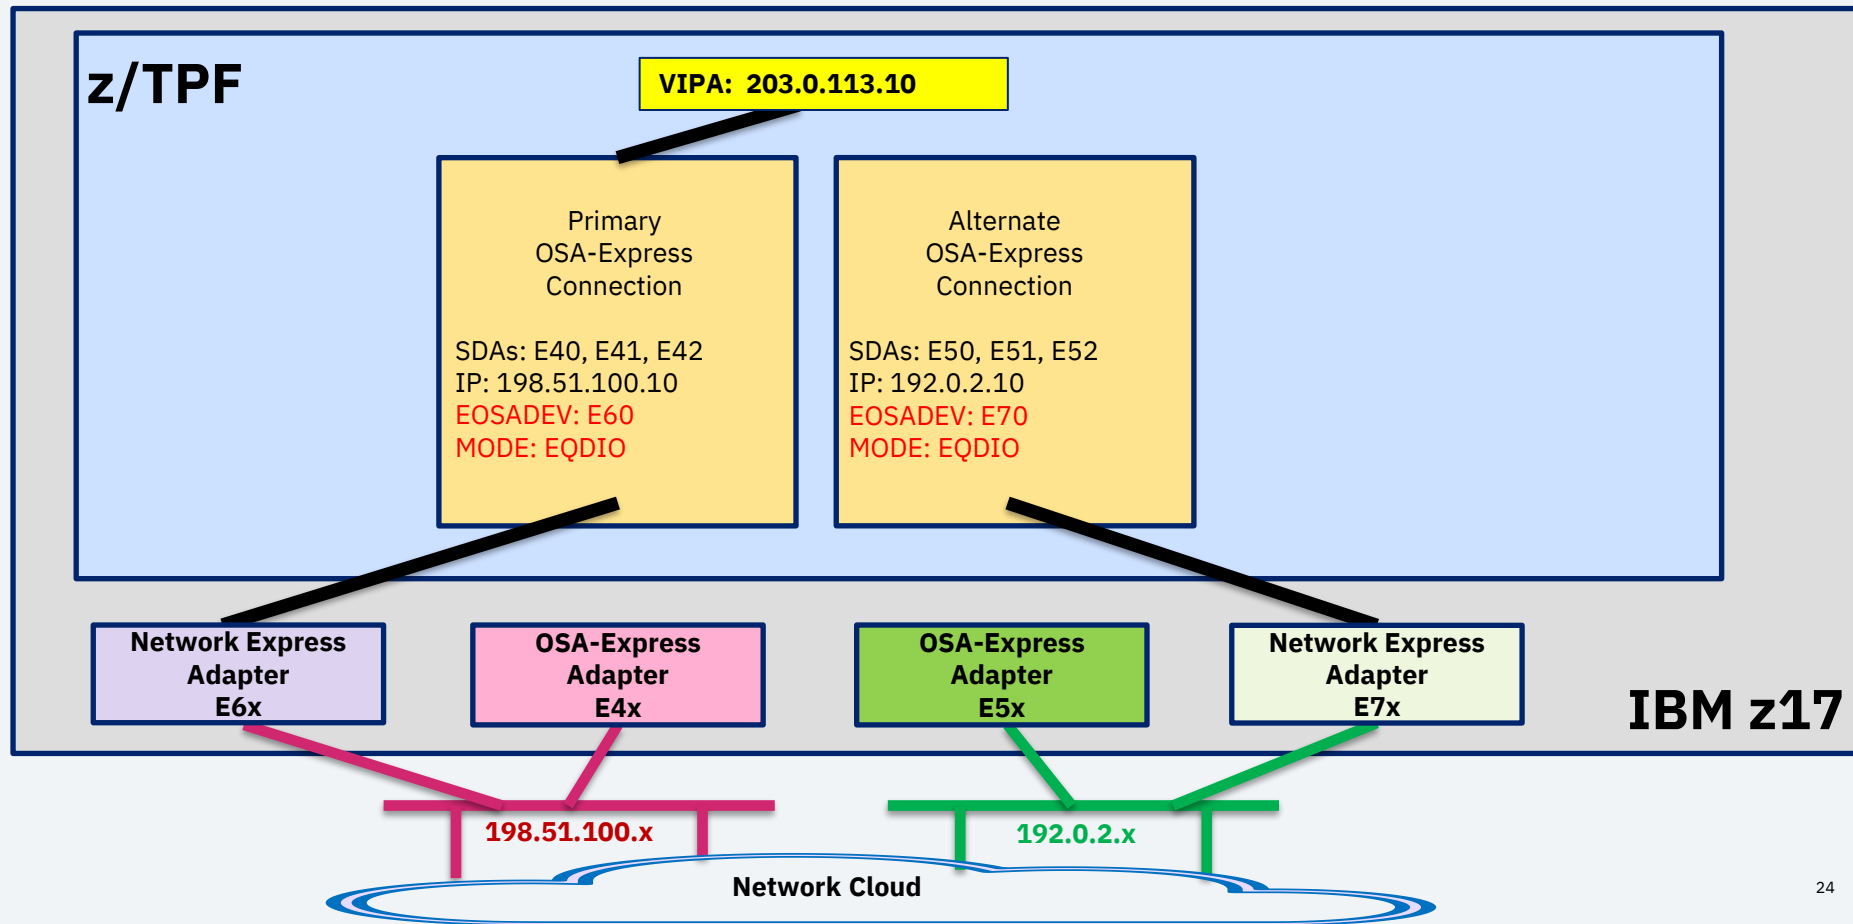 z/TPF
VIPA: 203.0.113.10
Primary
OSA-Express
Connection
SDAs: E40, E41, E42
IP: 198.51.100.10
EOSADEV: E60
MODE: EQDIO
Alternate
OSA-Express
Connection
SDAs: E50, E51, E52
IP: 192.0.2.10
EOSADEV: E70
MODE: EQDIO
Network Express
Adapter
E6x
OSA-Express
Adapter
E4x
OSA-Express
Adapter
E5x
Network Express
Adapter
E7x
IBM z17
198.51.100.x
192.0.2.x
Network Cloud
24